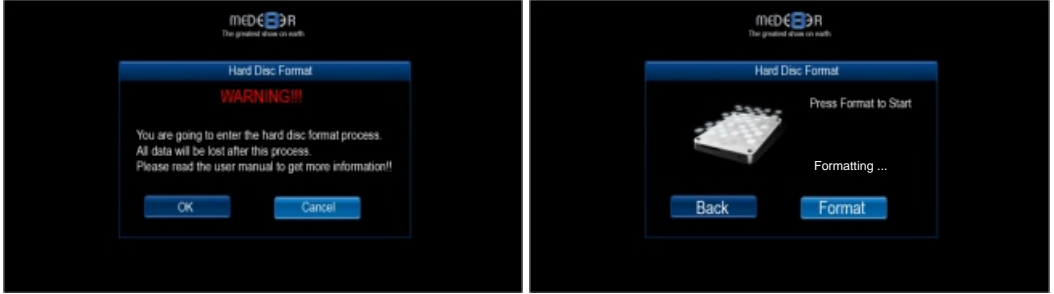 MEDE8ER
The greatest show on earth
Hard Disc Format
WARNING!!!
You are going to enter the hard disc format process.
All data will be lost after this process.
Please read the user manual to get more information!!
OK
Cancel
MEDE8ER
The greatest show on earth
Hard Disc Format
Press Format to Start
Formatting ...
Back
Format